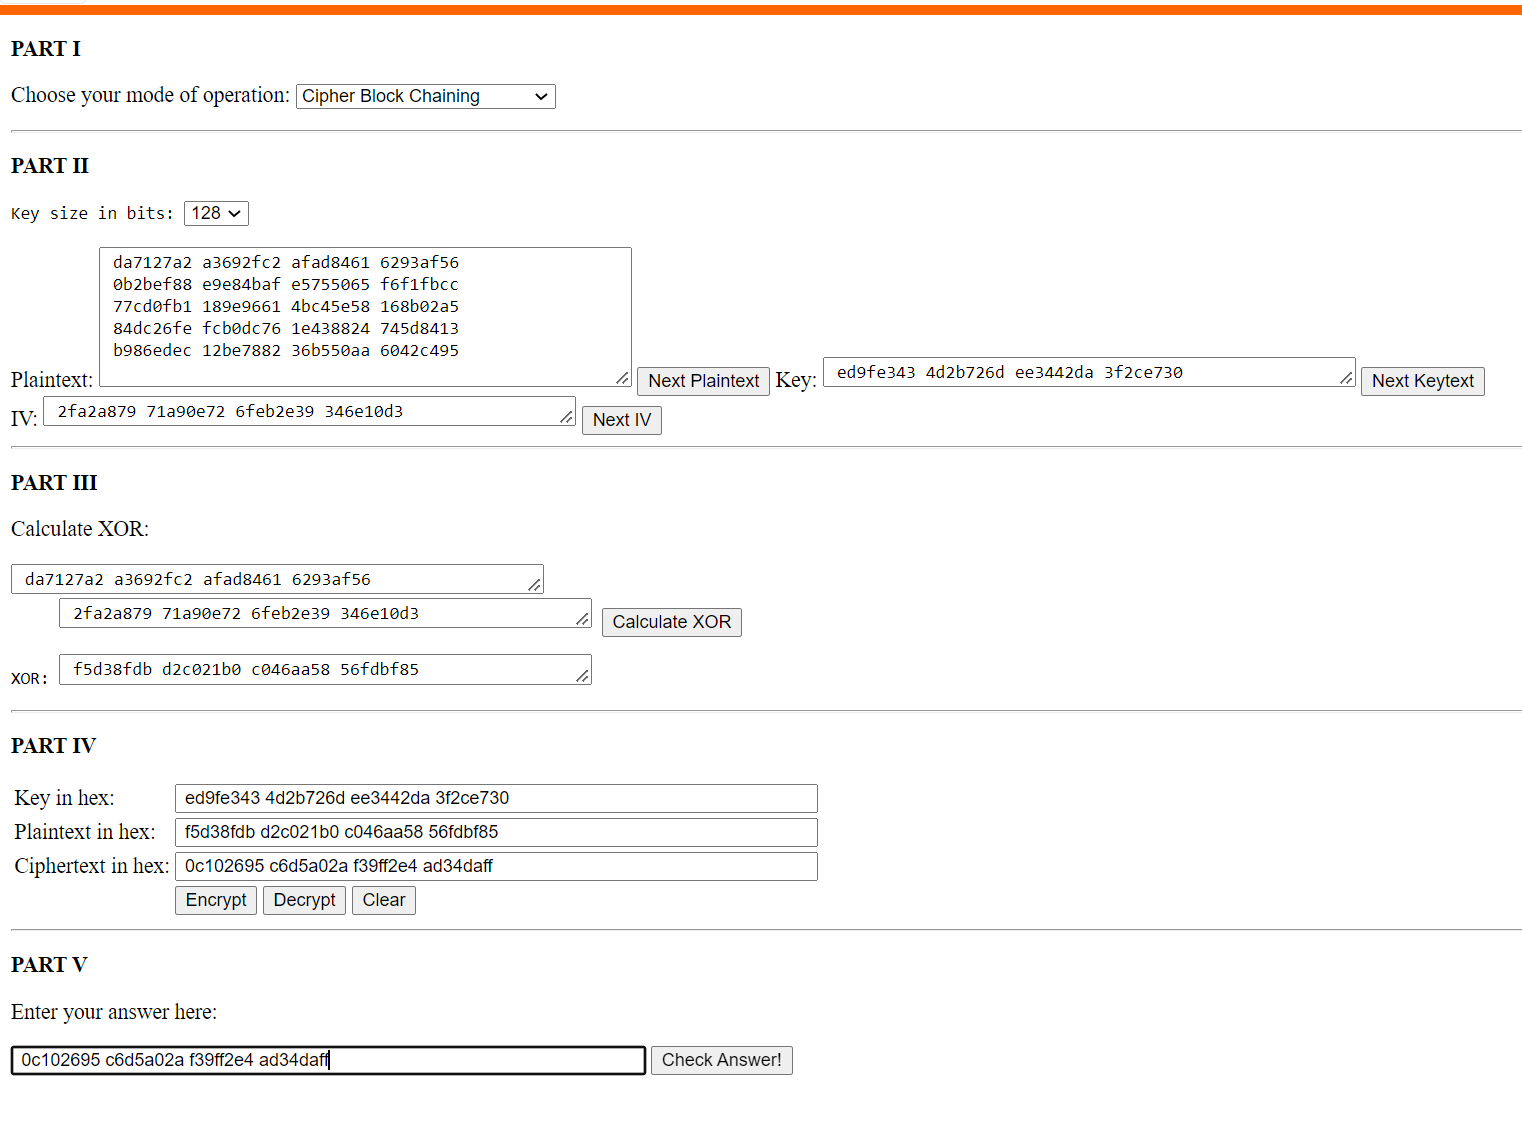 PART I
Choose your mode of operation: Cipher Block Chaining
PART II
Key size in bits: 128
da7127a2 a3692fc2 afad8461 6293af56
0b2bef88 e9e84baf e5755065 f6f1fbcc
77cd0fb1 189e9661 4bc45e58 168b02a5
84dc26fe fcb0dc76 1e438824 745d8413
b986edec 12be7882 36b550aa 6042c495
Plaintext: Next Plaintext Key: ed9fe343 4d2b726d ee3442da 3f2ce730 Next Keytext
IV: 2fa2a879 71a90e72 6feb2e39 346e10d3 Next IV
PART III
Calculate XOR:
da7127a2 a3692fc2 afad8461 6293af56
2fa2a879 71a90e72 6feb2e39 346e10d3 Calculate XOR
XOR: f5d38fdb d2c021b0 c046aa58 56fdbf85
PART IV
Key in hex: ed9fe343 4d2b726d ee3442da 3f2ce730
Plaintext in hex: f5d38fdb d2c021b0 c046aa58 56fdbf85
Ciphertext in hex: 0c102695 c6d5a02a f39ff2e4 ad34daff
Encrypt Decrypt Clear
PART V
Enter your answer here:
0c102695 c6d5a02a f39ff2e4 ad34daff Check Answer!